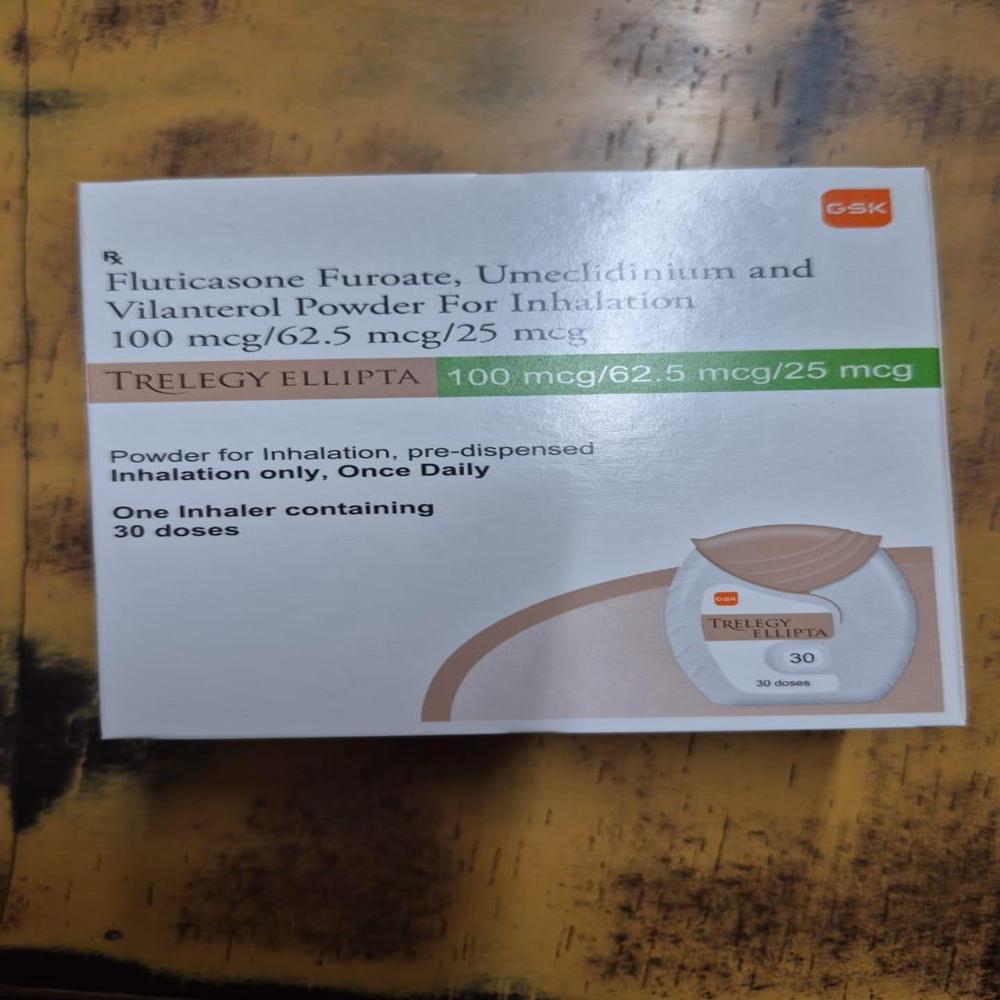 GSK
Rx
Fluticasone Furoate, Umeclidinium and
Vilanterol Powder For Inhalation
100 mcg/62.5 mcg/25 mcg
TRELEGY ELLIPTA 100 mcg/62.5 mcg/25 mcg
Powder for Inhalation, pre-dispensed
Inhalation only, Once Daily
One Inhaler containing
30 doses
GSK
TRELEGY
ELLIPTA
30
30 doses